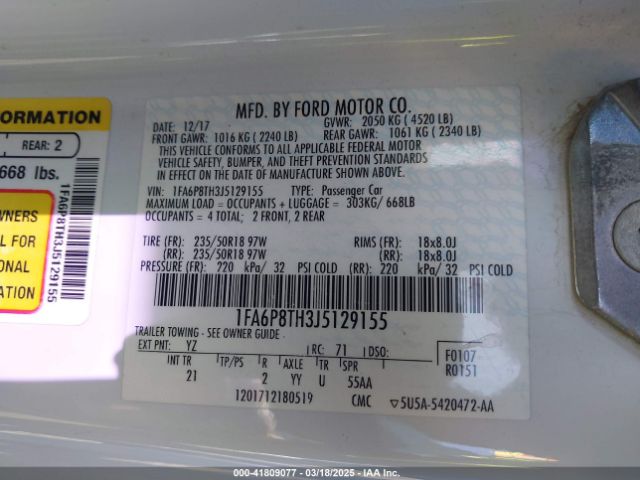 ORMATION
REAR: 2
668 lbs.
WNERS
L FOR
ONAL
ATION
1FA6P8TH3J5129155
MFD. BY FORD MOTOR CO.
DATE: 12/17 GVWR: 2050 KG ( 4520 LB)
FRONT GAWR: 1016 KG ( 2240 LB) REAR GAWR: 1061 KG ( 2340 LB)
THIS VEHICLE CONFORMS TO ALL APPLICABLE FEDERAL MOTOR
VEHICLE SAFETY, BUMPER, AND THEFT PREVENTION STANDARDS
IN EFFECT ON THE DATE OF MANUFACTURE SHOWN ABOVE.
VIN: 1FA6P8TH3J5129155 TYPE: Passenger Car
MAXIMUM LOAD = OCCUPANTS + LUGGAGE = 303KG/ 668LB
OCCUPANTS = 4 TOTAL; 2 FRONT, 2 REAR
TIRE (FR): 235/50R18 97W RIMS (FR): 18x8.0J
(RR): 235/50R18 97W (RR): 18x8.0J
PRESSURE (FR): 220 kPa/ 32 PSI COLD (RR): 220 kPa/ 32 PSI COLD
1FA6P8TH3J5129155
TRAILER TOWING - SEE OWNER GUIDE
EXT PNT: YZ RC: 71 DSO: F0107
R0151
INT TR TP/PS R AXLE TR SPR
21 2 YY U 55AA
1201712180519 CMC ▽5U5A-5420472-AA
000-41809077 - 03/18/2025 - IAA Inc.